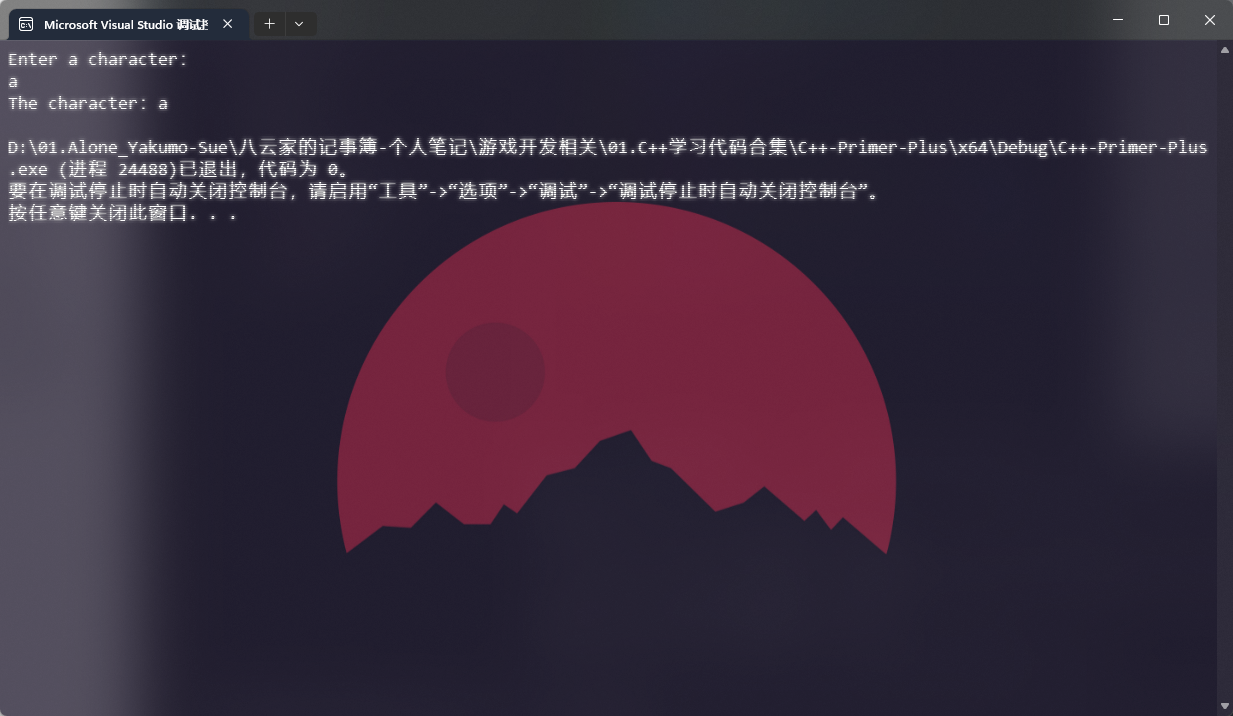 Microsoft Visual Studio 调试
Enter a character:
a
The character: a
D:\01.Alone_Yakumo-Sue\八云家的记事簿-个人笔记\游戏开发相关\01.C++学习代码合集\C++-Primer-Plus\x64\Debug\C++-Primer-Plus
.exe (进程 24488)已退出，代码为 0。
要在调试停止时自动关闭控制台，请启用“工具”->“选项”->“调试”->“调试停止时自动关闭控制台”。
按任意键关闭此窗口. . .